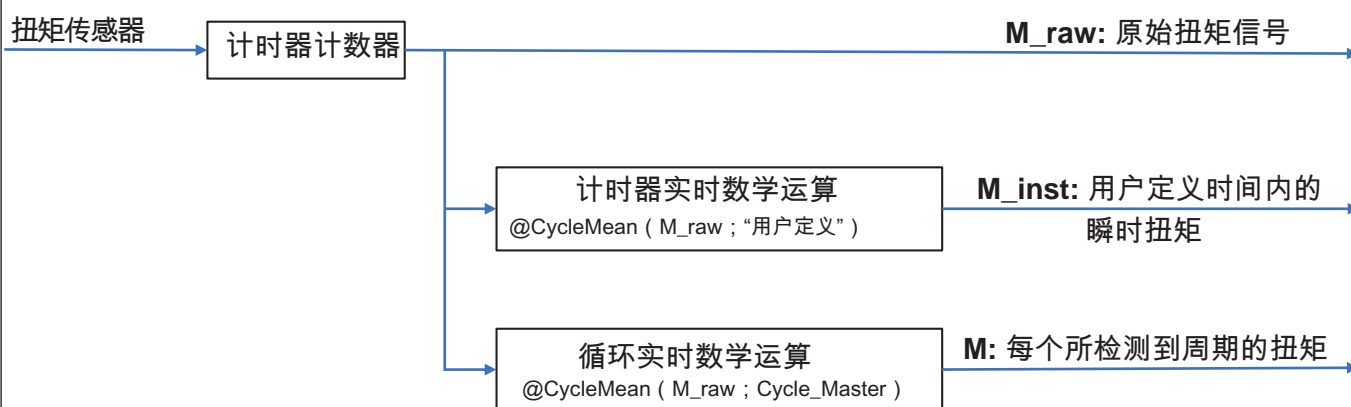 扭矩传感器
计时器计数器
M_raw: 原始扭矩信号
计时器实时数学运算
@CycleMean ( M_raw ; “用户定义” )
M_inst: 用户定义时间内的
瞬时扭矩
循环实时数学运算
@CycleMean ( M_raw ; Cycle_Master )
M: 每个所检测到周期的扭矩